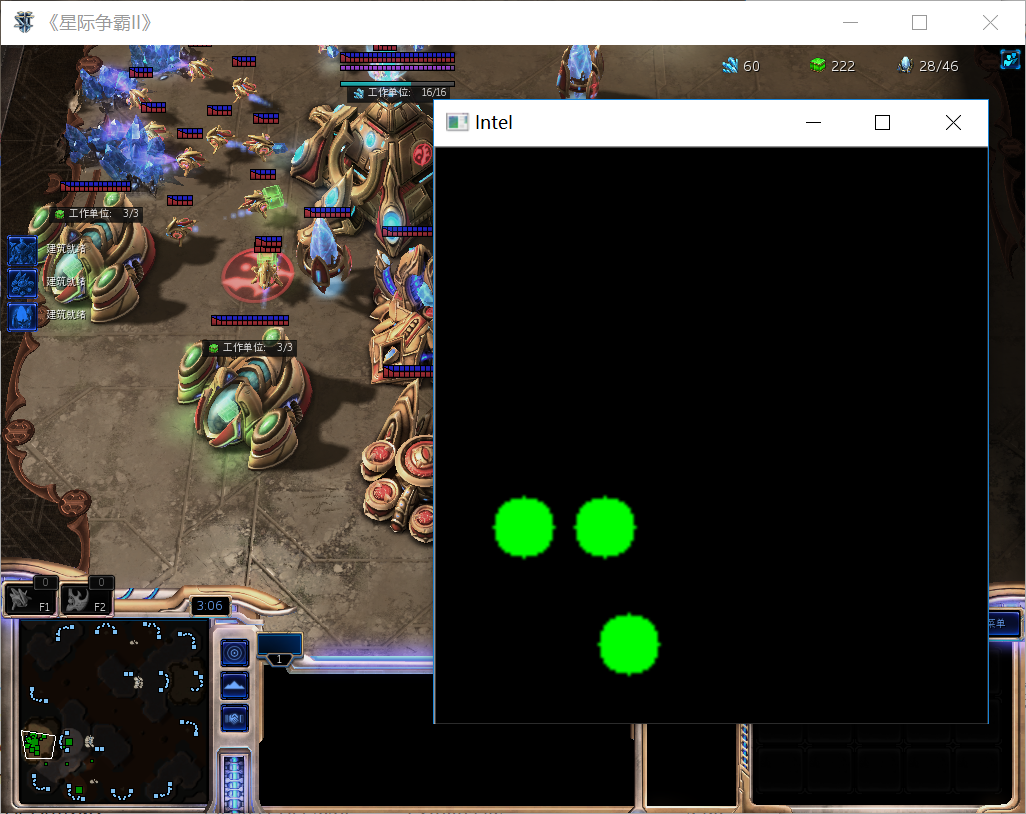 《星际争霸II》
60 222 28/46
工作单位: 16/16
Intel
工作单位: 3/3
建筑就绪
建筑就绪
建筑就绪
工作单位: 3/3
0 0
F1 F2
3:06
菜单
1